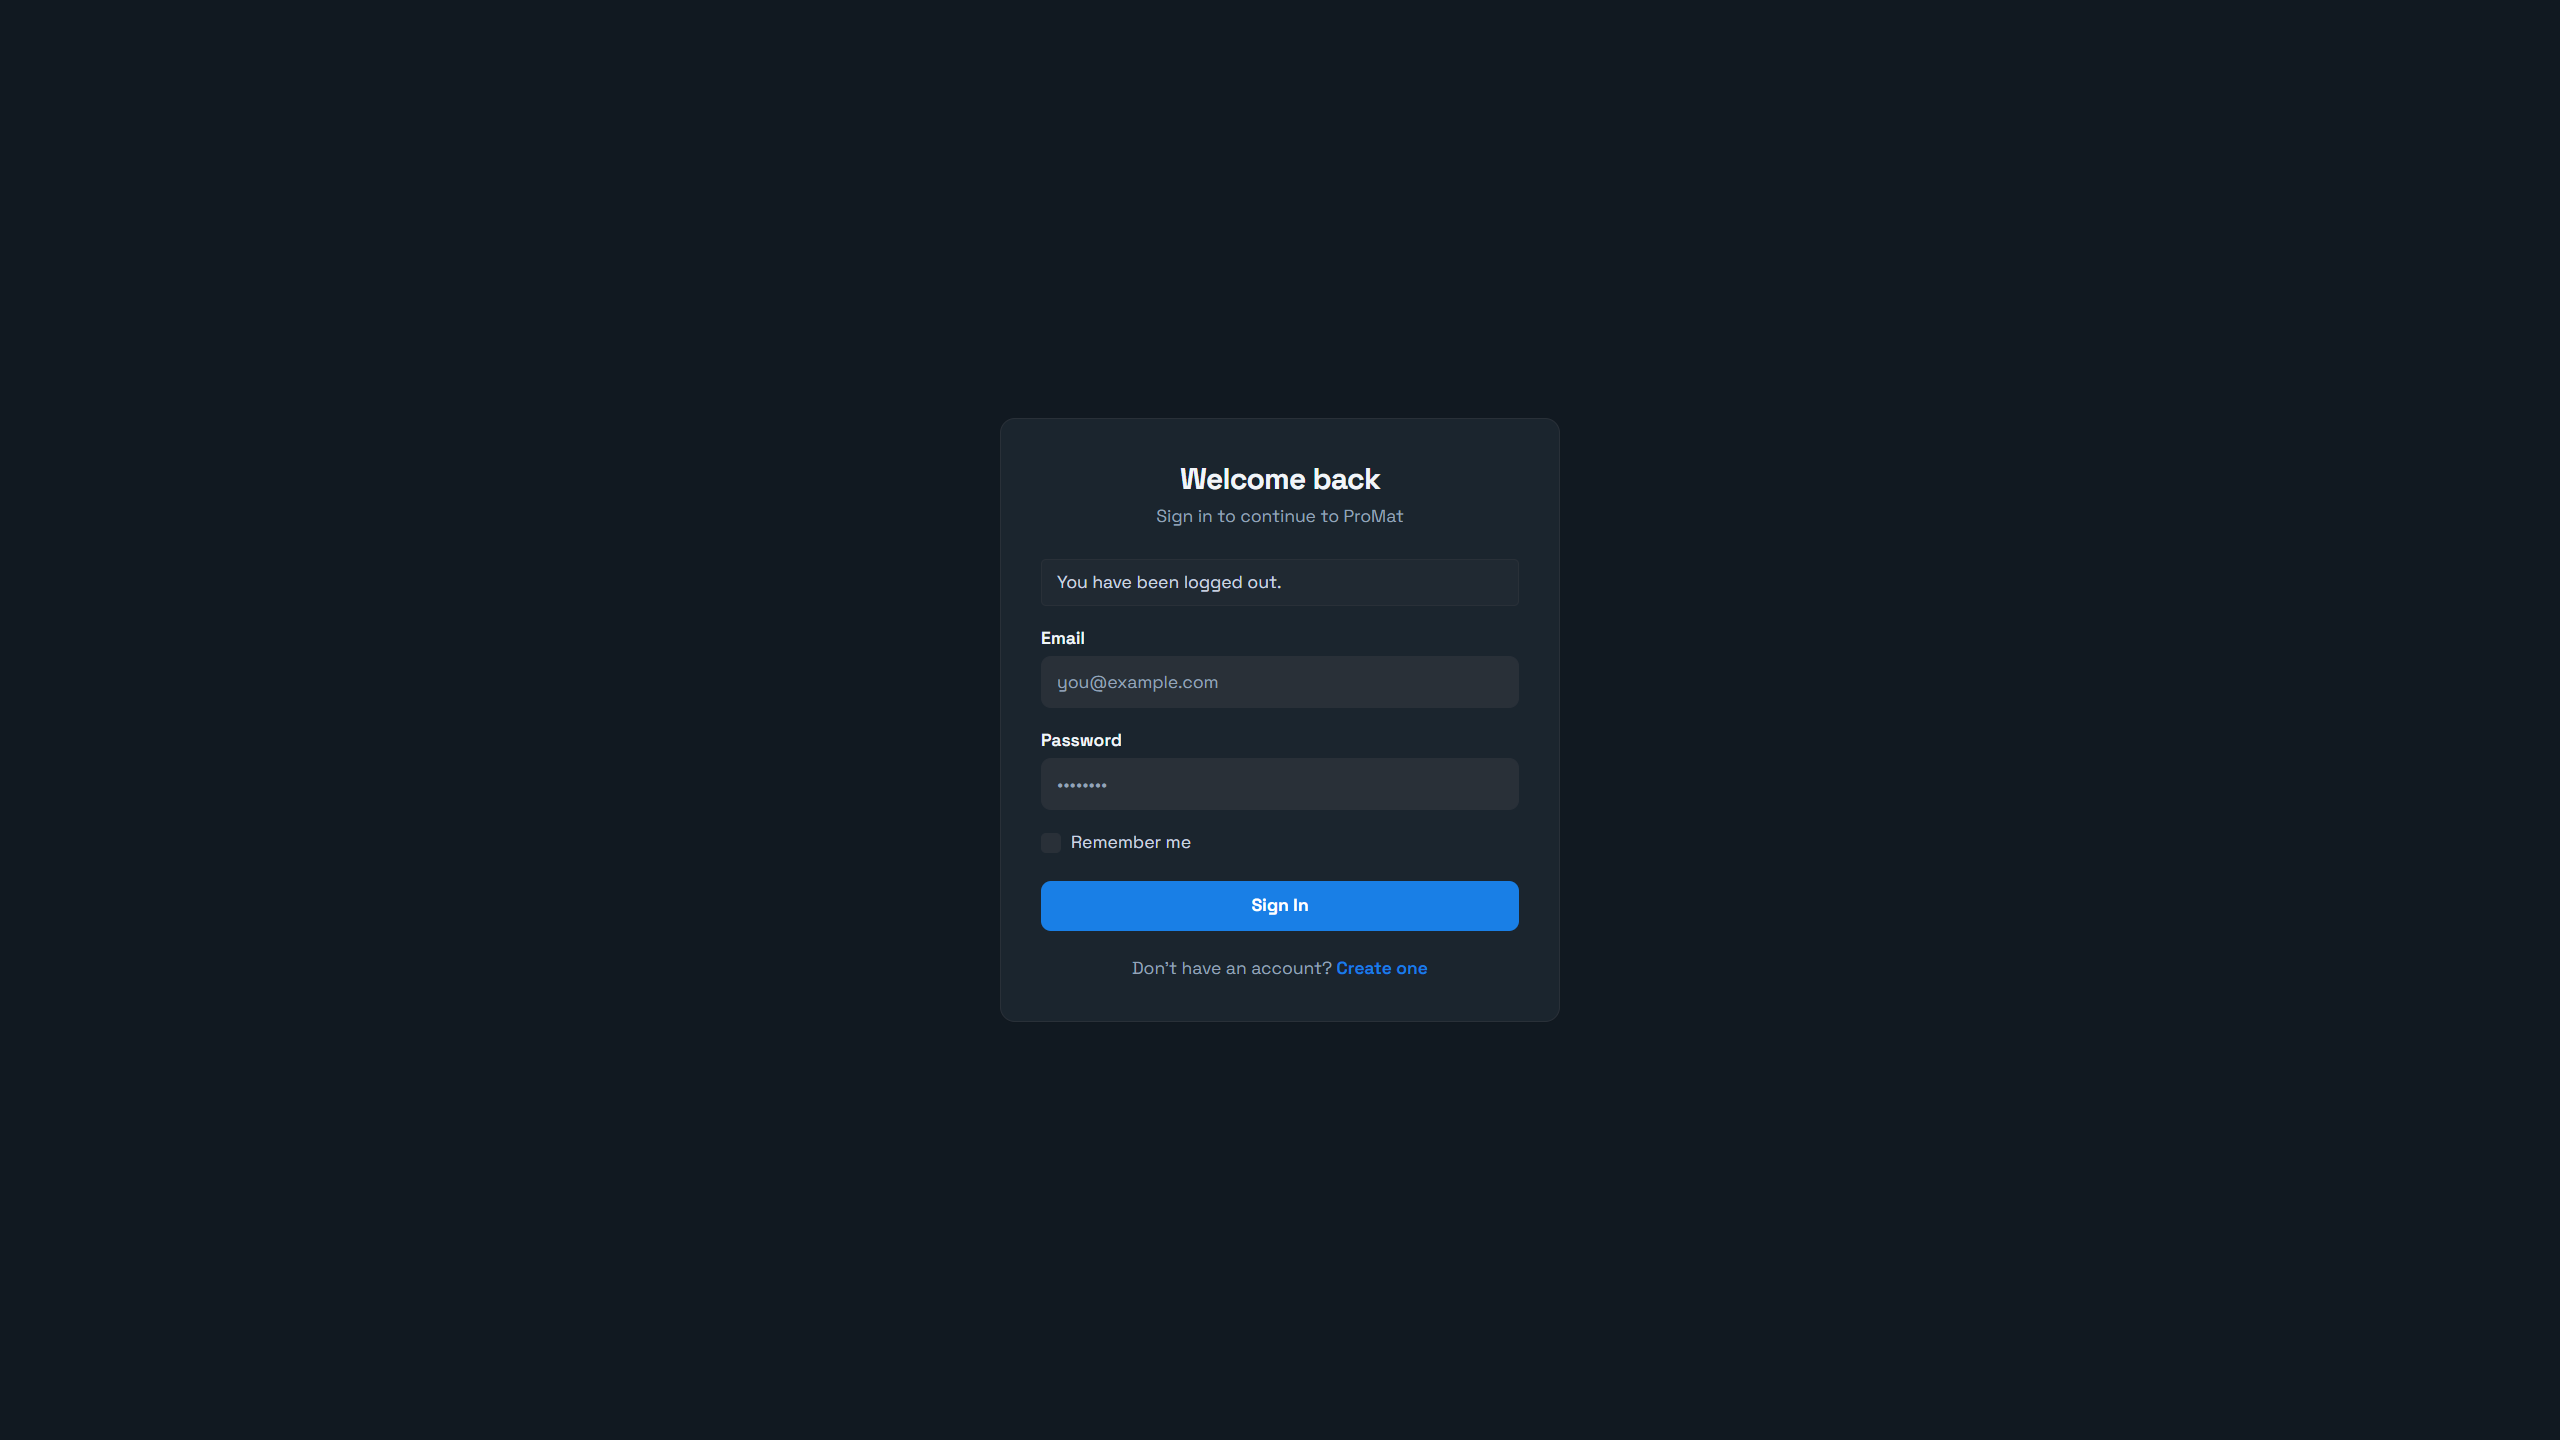 Welcome back
Sign in to continue to ProMat
You have been logged out.
Email
you@example.com
Password
••••••••
Remember me
Sign In
Don't have an account? Create one